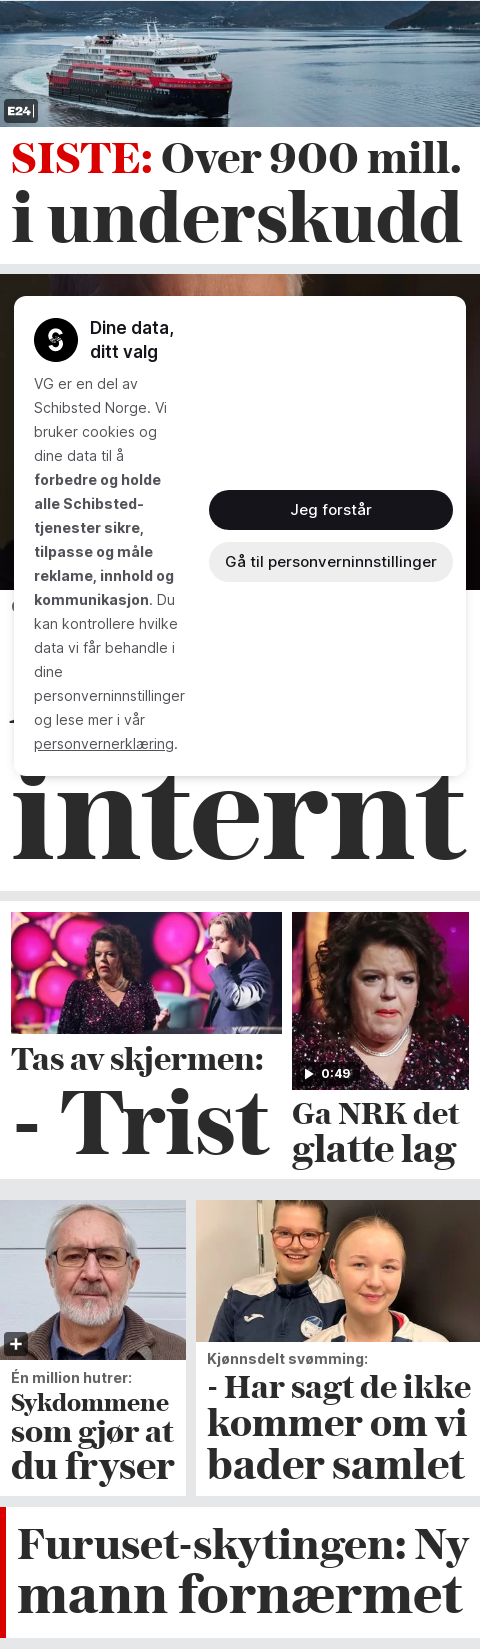 E24
SISTE: Over 900 mill.
i underskudd
Dine data,
ditt valg
VG er en del av
Schibsted Norge. Vi
bruker cookies og
dine data til å
forbedre og holde
alle Schibsted-
tjenester sikre,
tilpasse og måle
reklame, innhold og
kommunikasjon. Du
kan kontrollere hvilke
data vi får behandle i
dine
personverninnstillinger
og lese mer i vår
personvernerklæring.
Jeg forstår
Gå til personverninnstillinger
internt
Tas av skjermen:
- Trist
0:49
Ga NRK det
glatte lag
Én million hutrer:
Sykdommene
som gjør at
du fryser
Kjønnsdelt svømming:
- Har sagt de ikke
kommer om vi
bader samlet
Furuset-skytingen: Ny
mann fornærmet